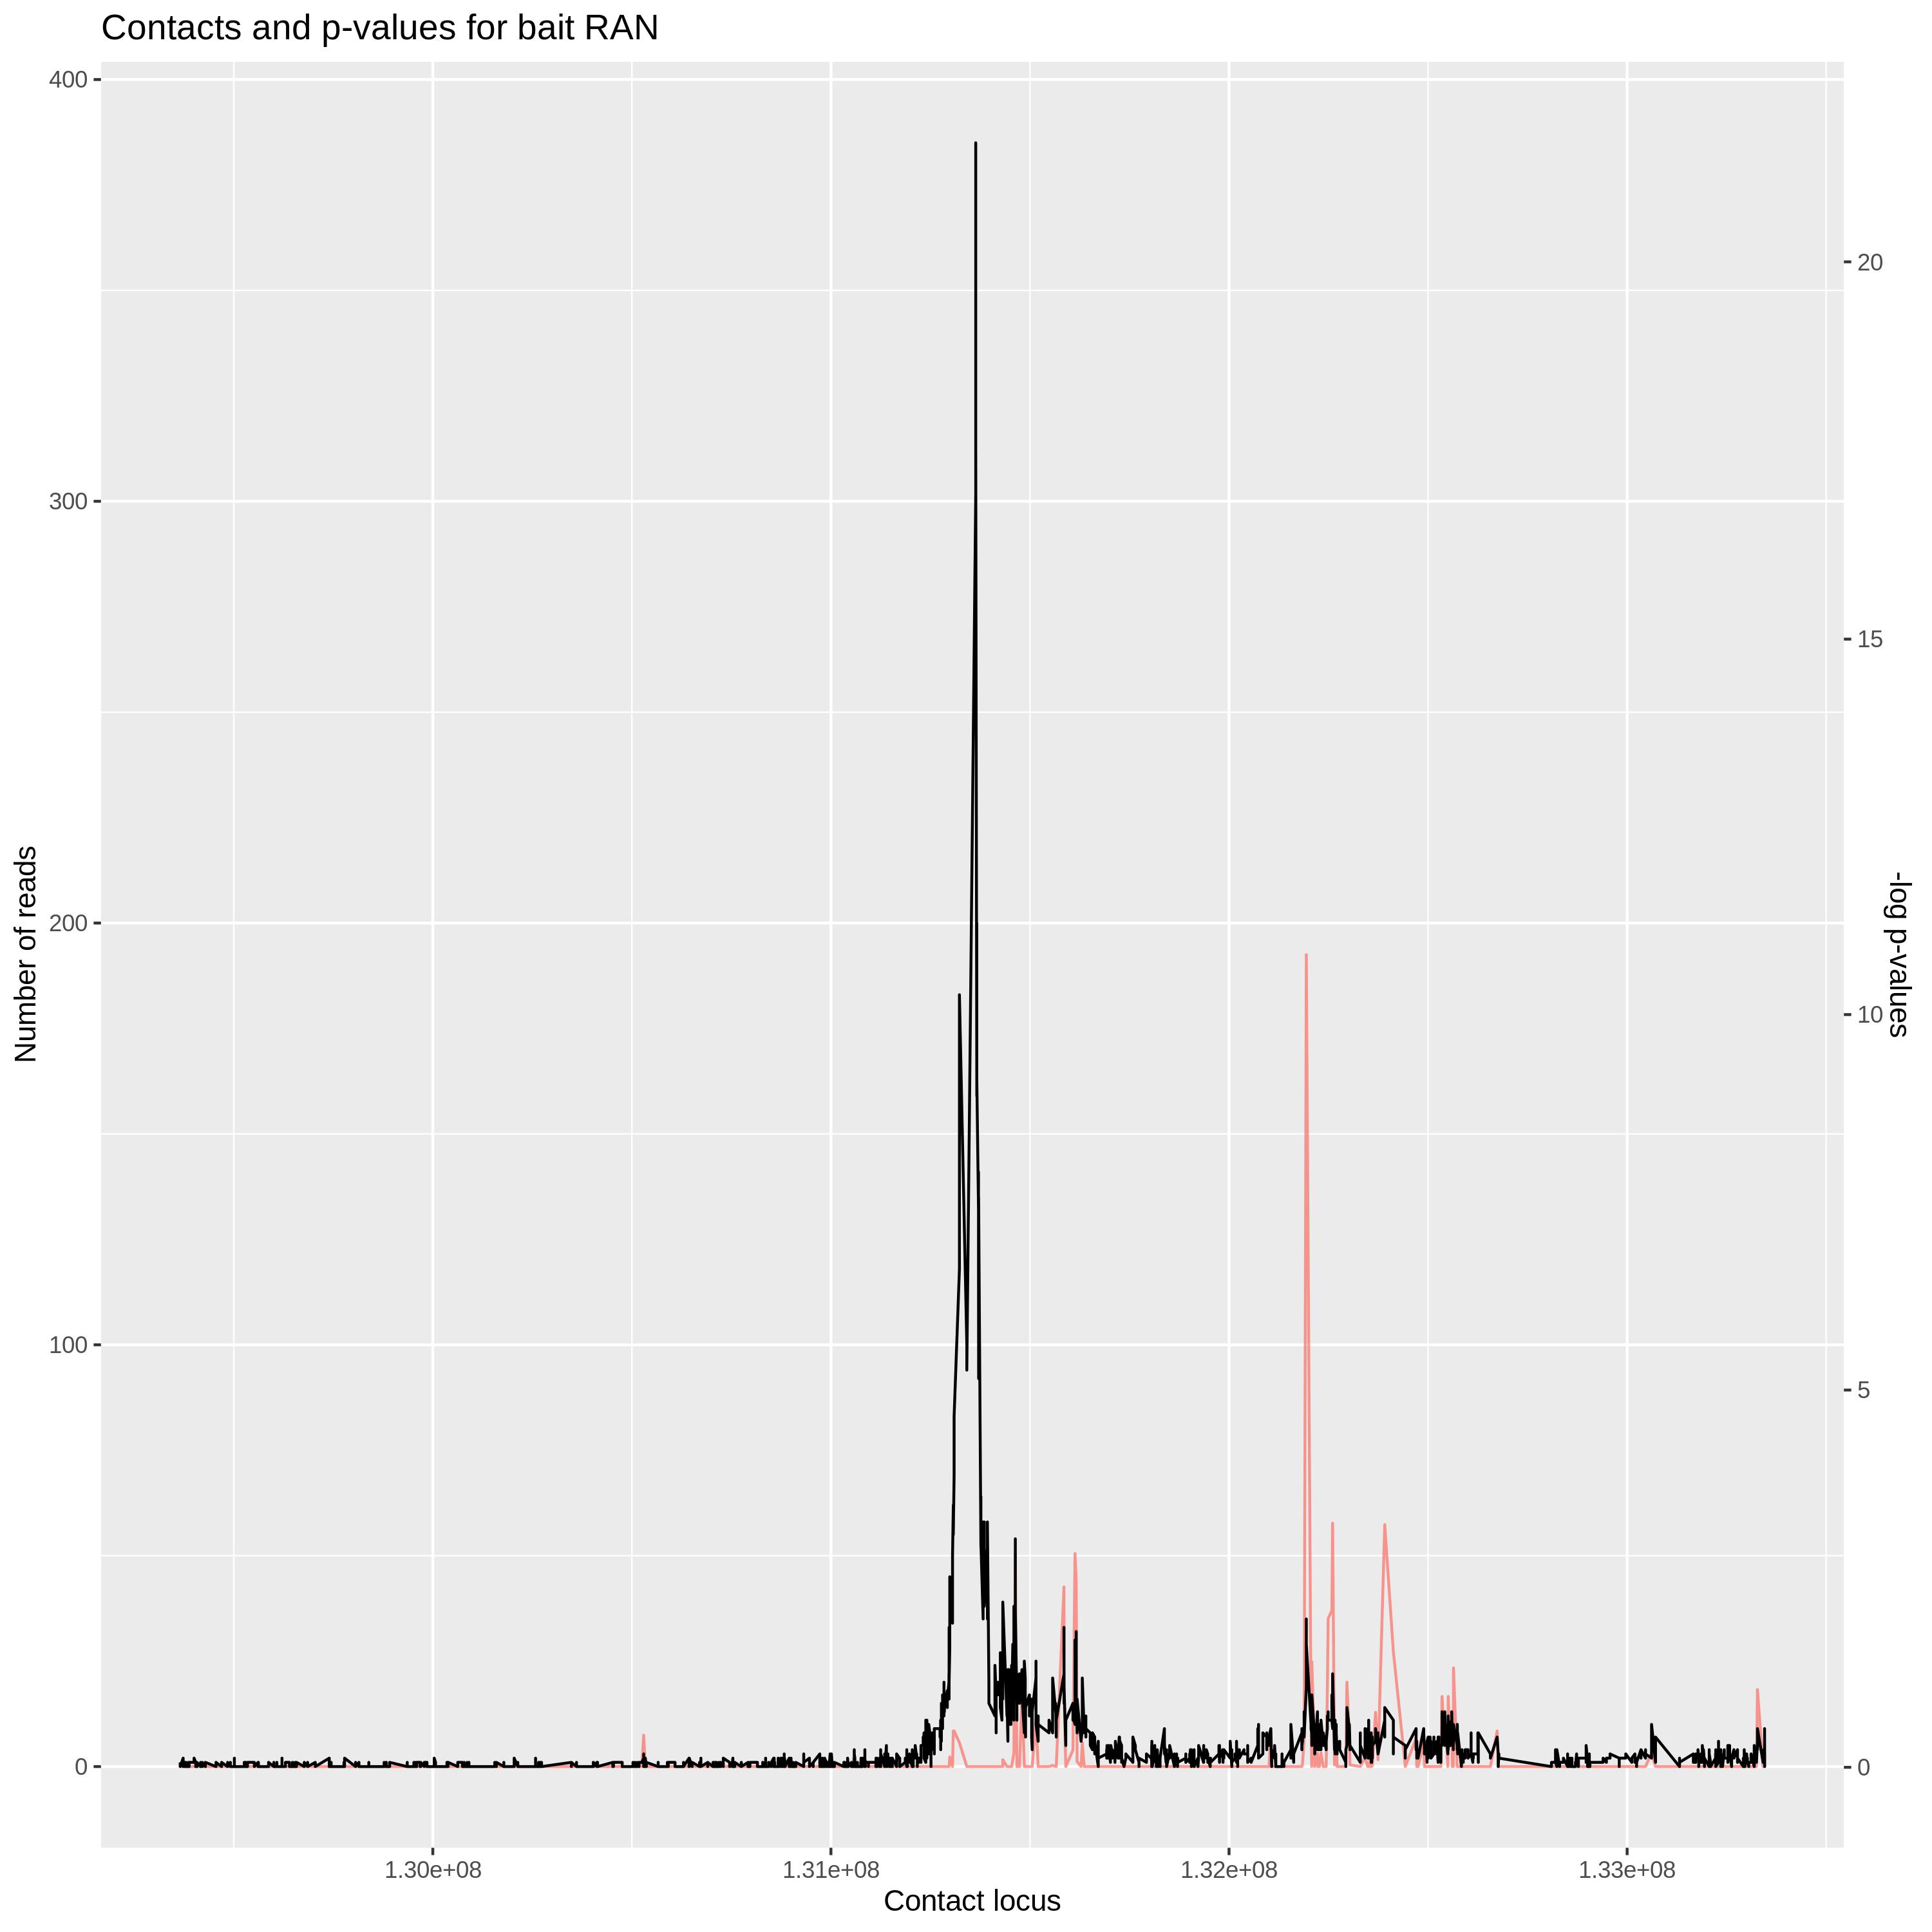 Contacts and p-values for bait RAN
400
300
200
100
0
20
15
10
5
0
Number of reads
-log p-values
1.30e+08
1.31e+08
1.32e+08
1.33e+08
Contact locus